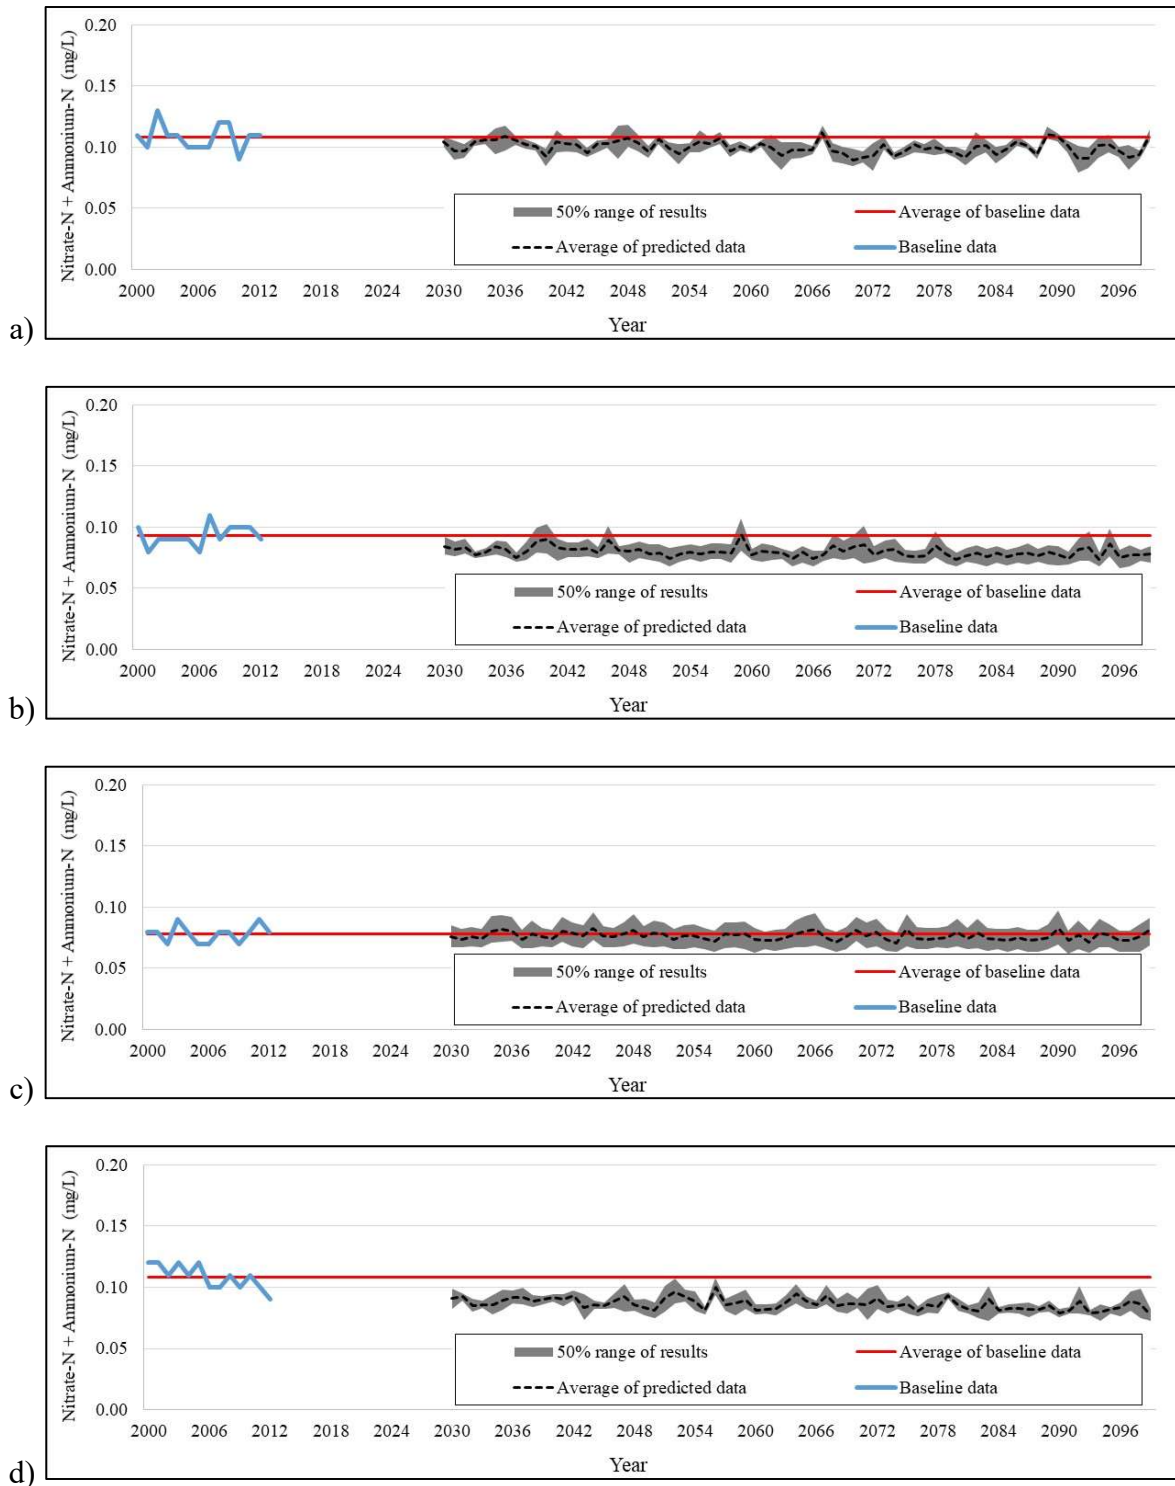 Nitrate-N + Ammonium-N (mg/L)
0.20
0.15
0.10
0.05
0.00
50% range of results
Average of baseline data
Average of predicted data
Baseline data
2000 2006 2012 2018 2024 2030 2036 2042 2048 2054 2060 2066 2072 2078 2084 2090 2096
Year
a)
Nitrate-N + Ammonium-N (mg/L)
0.20
0.15
0.10
0.05
0.00
50% range of results
Average of baseline data
Average of predicted data
Baseline data
2000 2006 2012 2018 2024 2030 2036 2042 2048 2054 2060 2066 2072 2078 2084 2090 2096
Year
b)
Nitrate-N + Ammonium-N (mg/L)
0.20
0.15
0.10
0.05
0.00
50% range of results
Average of baseline data
Average of predicted data
Baseline data
2000 2006 2012 2018 2024 2030 2036 2042 2048 2054 2060 2066 2072 2078 2084 2090 2096
Year
c)
Nitrate-N + Ammonium-N (mg/L)
0.20
0.15
0.10
0.05
0.00
50% range of results
Average of baseline data
Average of predicted data
Baseline data
2000 2006 2012 2018 2024 2030 2036 2042 2048 2054 2060 2066 2072 2078 2084 2090 2096
Year
d)